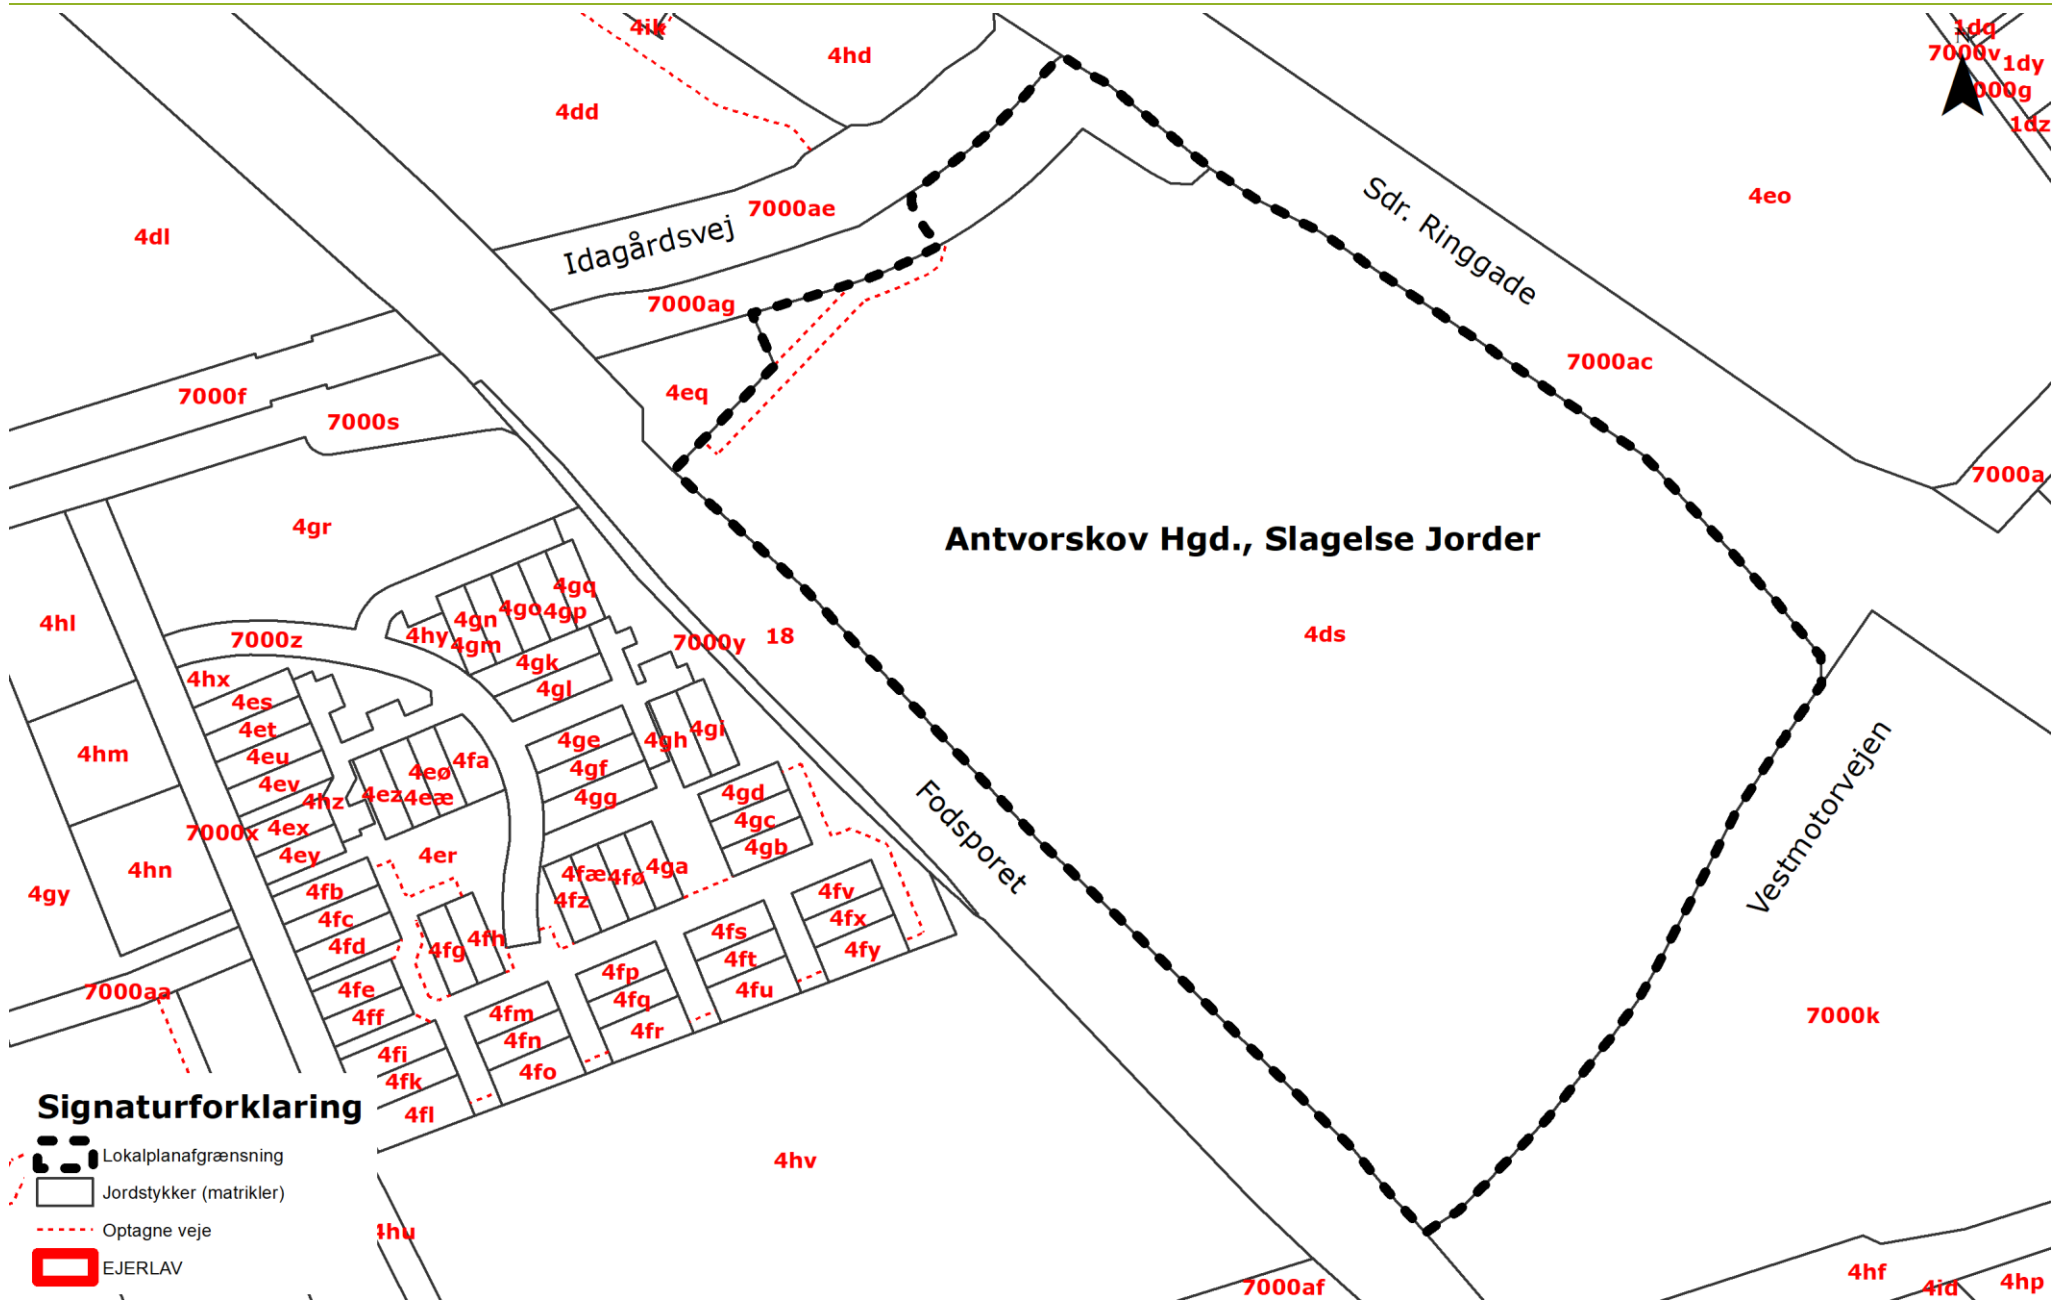 4ik
4hd
1dq
7000v
1dy
000g
1dz
4dd
4eo
4dl
7000ae
Idagårdsvej
Sdr. Ringgade
7000ag
7000ac
7000f
7000s
4eq
7000a
4gr
Antvorskov Hgd., Slagelse Jorder
4ds
18
7000y
4hl
7000z
4hy
4gn
4gm
4go
4gp
4gq
4gk
4gl
4hx
4es
4et
4eu
4ev
4hz
4ex
4ey
7000x
4hm
4hn
4gy
4ez
4eø
4eæ
4fa
4er
4ge
4gf
4gg
4gh
4gi
4gd
4gc
4gb
4fæ
4fz
4fø
4ga
4fb
4fc
4fd
4fe
4ff
4fg
4fh
4fi
4fk
4fl
4fm
4fn
4fo
4fp
4fq
4fr
4fs
4ft
4fu
4fv
4fx
4fy
Fodsporet
Vestmotorvejen
7000k
7000aa
4hv
4hu
7000af
4hf
4id
4hp
Signaturforklaring
Lokalplanafgrænsning
Jordstykker (matrikler)
Optagne veje
EJERLAV